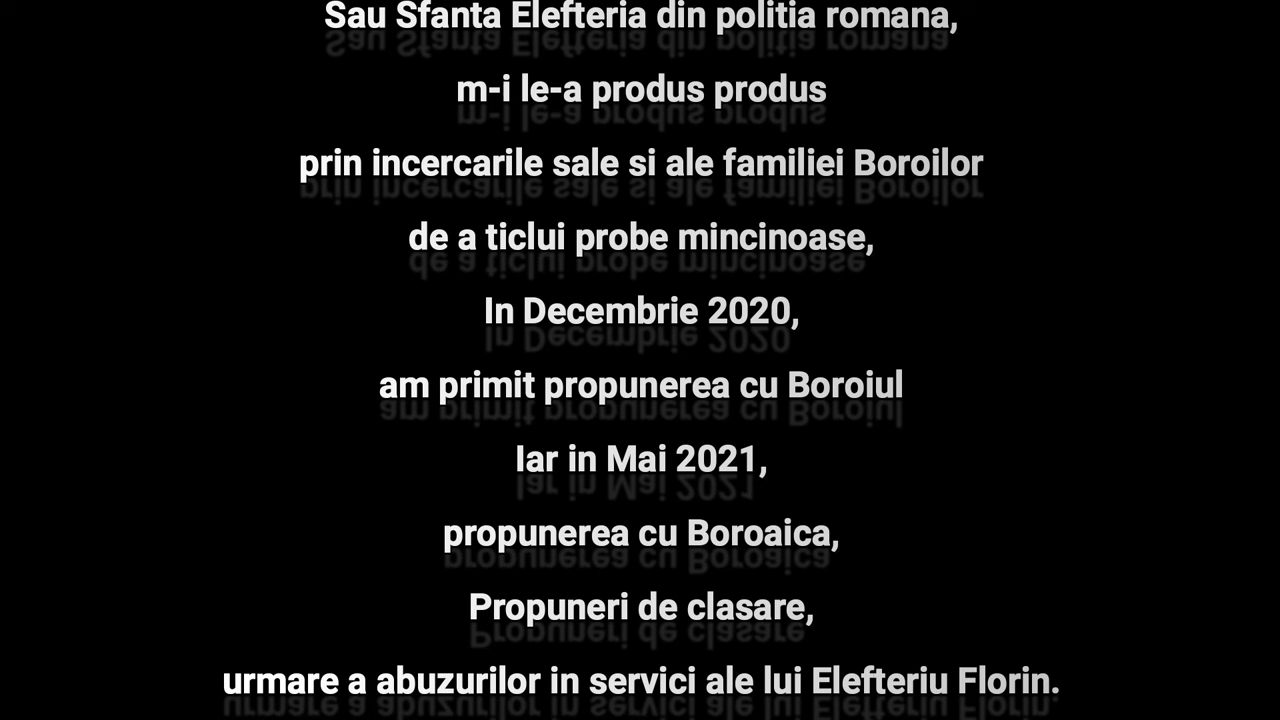 Sau Sfanta Elefteria din politia romana,
m-i le-a produs produs
prin incercarile sale si ale familiei Boroilor
de a ticlui probe mincinoase,
In Decembrie 2020,
am primit propunerea cu Boroiul
Iar in Mai 2021,
propunerea cu Boroaica,
Propuneri de clasare,
urmare a abuzurilor in servici ale lui Elefteriu Florin.